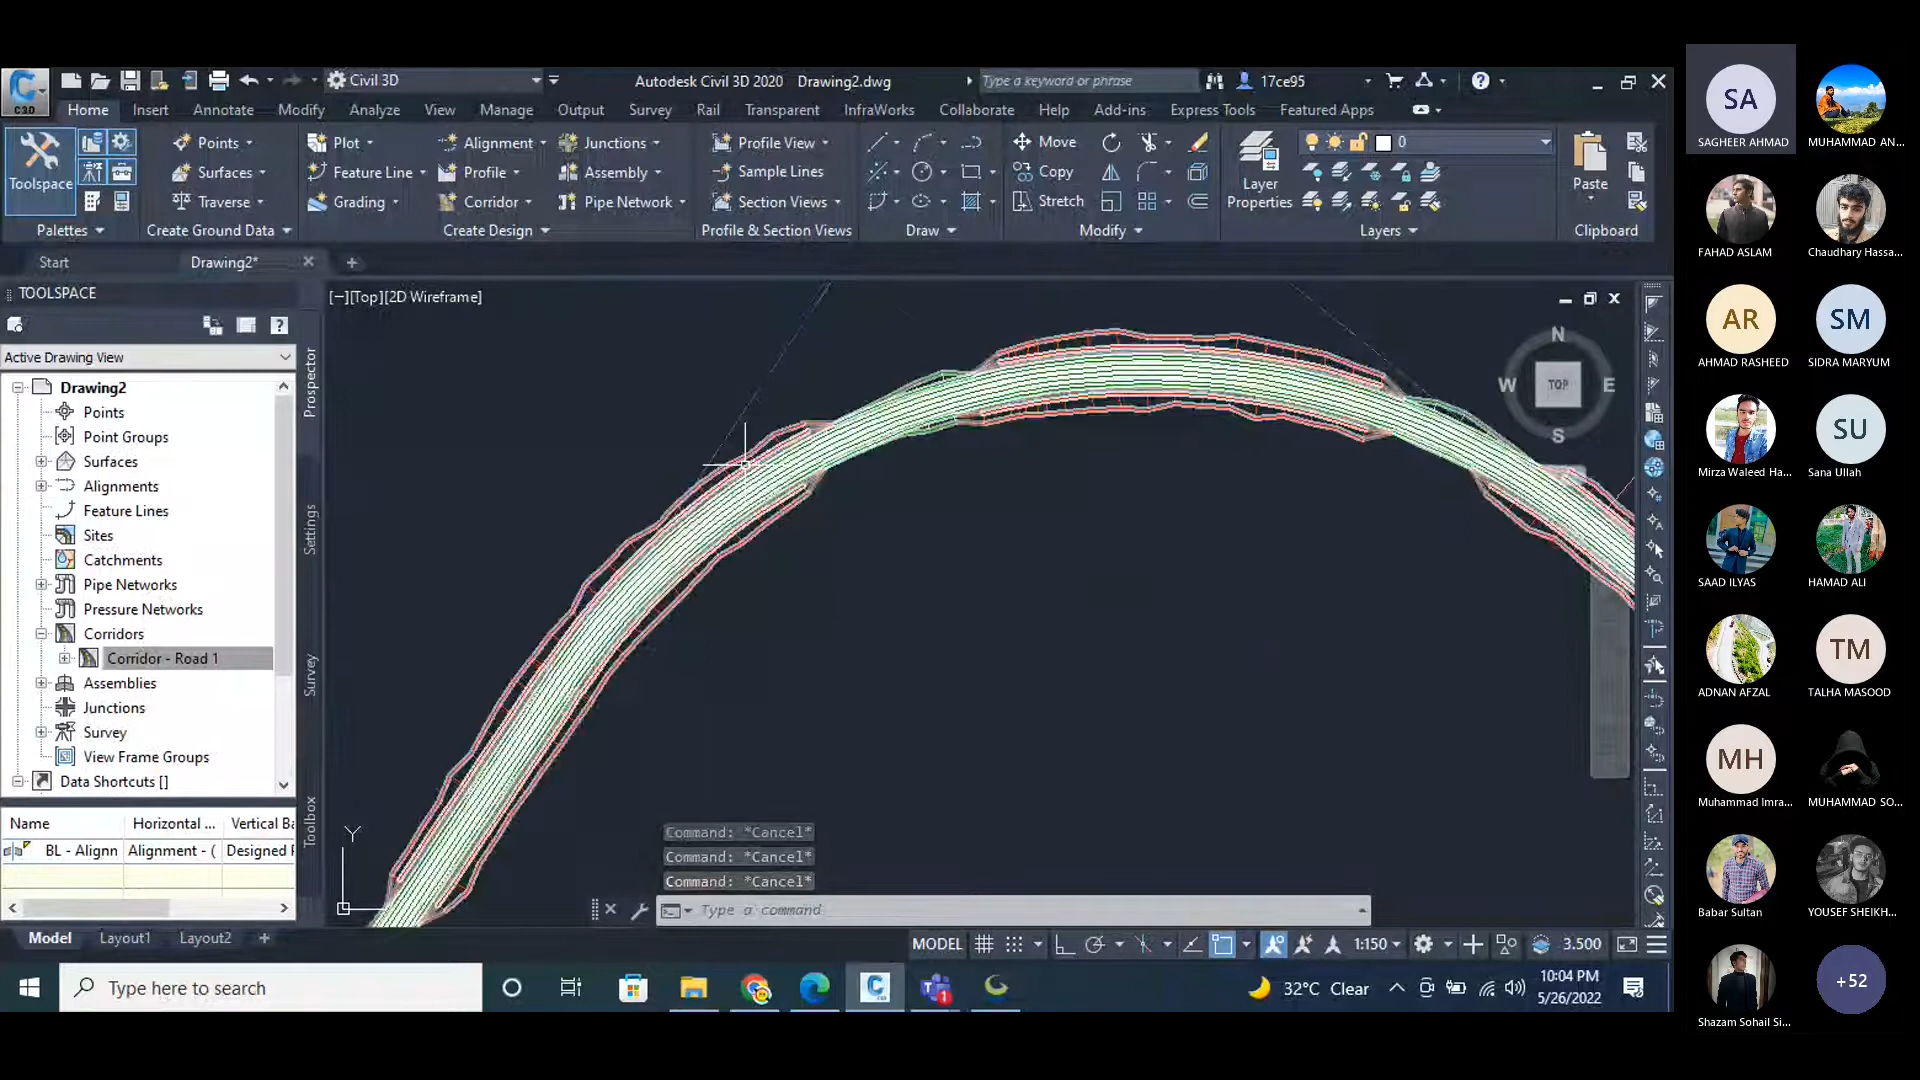 C3D
Civil 3D
Autodesk Civil 3D 2020 Drawing2.dwg
Type a keyword or phrase
17ce95
Home Insert Annotate Modify Analyze View Manage Output Survey Rail Transparent InfraWorks Collaborate Help Add-ins Express Tools Featured Apps
Toolspace
Points
Surfaces
Traverse
Plot
Feature Line
Grading
Alignment
Profile
Corridor
Junctions
Assembly
Pipe Network
Profile View
Sample Lines
Section Views
Move
Copy
Stretch
Layer
Properties
0
Paste
Palettes Create Ground Data Create Design Profile & Section Views Draw Modify Layers Clipboard
Start Drawing2*
TOOLSPACE
Active Drawing View
Drawing2
Points
Point Groups
Surfaces
Alignments
Feature Lines
Sites
Catchments
Pipe Networks
Pressure Networks
Corridors
Corridor - Road 1
Assemblies
Junctions
Survey
View Frame Groups
Data Shortcuts []
Prospector
Settings
Survey
Toolbox
Name Horizontal ... Vertical Ba
BL - Alignn Alignment - ( Designed F
[−][Top][2D Wireframe]
N
W TOP E
S
Y
Command: *Cancel*
Command: *Cancel*
Command: *Cancel*
Type a command
Model Layout1 Layout2 +
MODEL 1:150 3.500
Type here to search
1
32°C Clear
10:04 PM
5/26/2022
SA
SAGHEER AHMAD
MUHAMMAD AN...
FAHAD ASLAM
Chaudhary Hassa...
AR
AHMAD RASHEED
SM
SIDRA MARYUM
Mirza Waleed Ha...
SU
Sana Ullah
SAAD ILYAS
HAMAD ALI
ADNAN AFZAL
TM
TALHA MASOOD
MH
Muhammad Imra...
MUHAMMAD SO...
Babar Sultan
YOUSEF SHEIKH...
Shazam Sohail Si...
+52